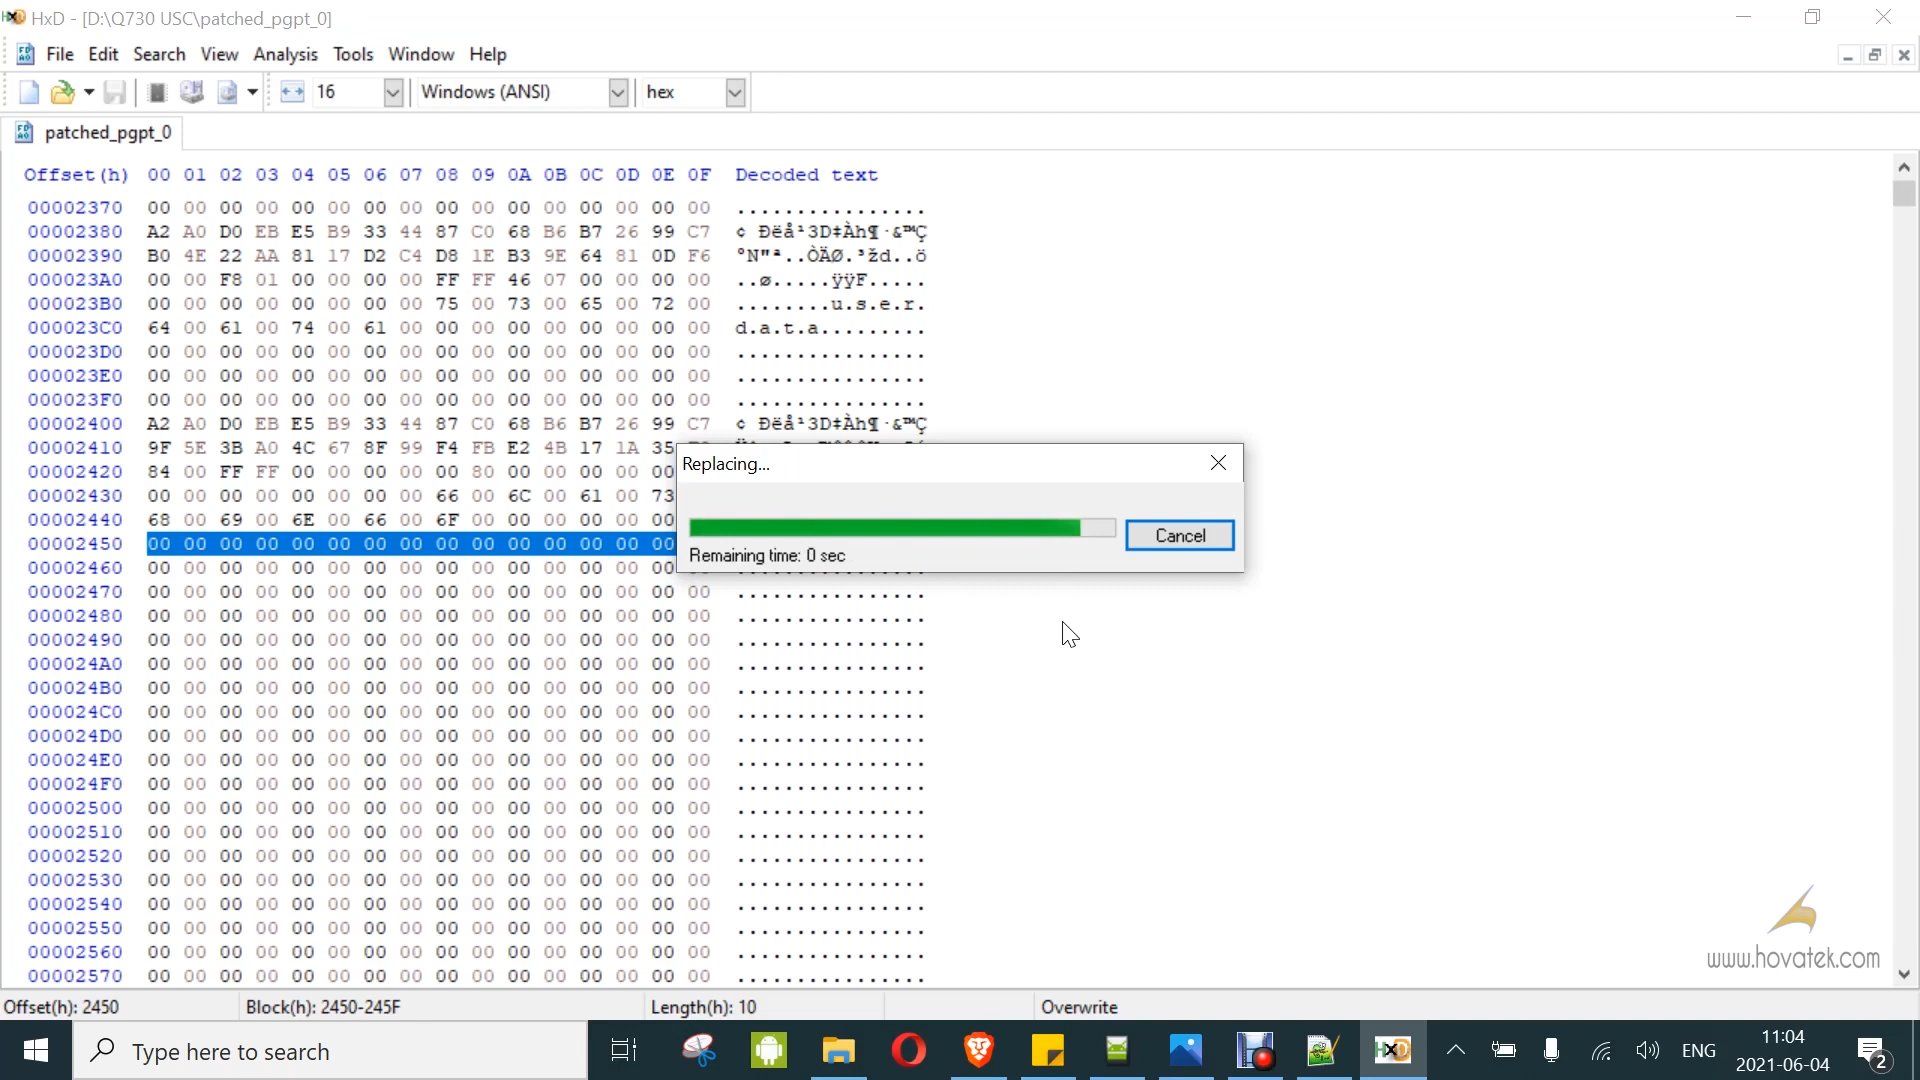 HxD - [D:\Q730 USC\patched_pgpt_0]
File Edit Search View Analysis Tools Window Help
16 Windows (ANSI) hex
patched_pgpt_0
Offset(h) 00 01 02 03 04 05 06 07 08 09 0A 0B 0C 0D 0E 0F Decoded text
00002370 00 00 00 00 00 00 00 00 00 00 00 00 00 00 00 00 ................
00002380 A2 A0 D0 EB E5 B9 33 44 87 C0 68 B6 B7 26 99 C7 ¢ Ðëå¹3D‡Àh¶·&™Ç
00002390 B0 4E 22 AA 81 17 D2 C4 D8 1E B3 9E 64 81 0D F6 °N"ª..ÒÄØ.³žd..ö
000023A0 00 00 F8 01 00 00 00 00 FF FF 46 07 00 00 00 00 ..ø.....ÿÿF.....
000023B0 00 00 00 00 00 00 00 00 75 00 73 00 65 00 72 00 ........u.s.e.r.
000023C0 64 00 61 00 74 00 61 00 00 00 00 00 00 00 00 00 d.a.t.a.........
000023D0 00 00 00 00 00 00 00 00 00 00 00 00 00 00 00 00 ................
000023E0 00 00 00 00 00 00 00 00 00 00 00 00 00 00 00 00 ................
000023F0 00 00 00 00 00 00 00 00 00 00 00 00 00 00 00 00 ................
00002400 A2 A0 D0 EB E5 B9 33 44 87 C0 68 B6 B7 26 99 C7 ¢ Ðëå¹3D‡Àh¶·&™Ç
00002410 9F 5E 3B A0 4C 67 8F 99 F4 FB E2 4B 17 1A 35
00002420 84 00 FF FF 00 00 00 00 00 80 00 00 00 00 00
00002430 00 00 00 00 00 00 00 00 66 00 6C 00 61 00 73
00002440 68 00 69 00 6E 00 66 00 6F 00 00 00 00 00 00
00002450 00 00 00 00 00 00 00 00 00 00 00 00 00 00 00
00002460 00 00 00 00 00 00 00 00 00 00 00 00 00 00 00 00 ................
00002470 00 00 00 00 00 00 00 00 00 00 00 00 00 00 00 00 ................
00002480 00 00 00 00 00 00 00 00 00 00 00 00 00 00 00 00 ................
00002490 00 00 00 00 00 00 00 00 00 00 00 00 00 00 00 00 ................
000024A0 00 00 00 00 00 00 00 00 00 00 00 00 00 00 00 00 ................
000024B0 00 00 00 00 00 00 00 00 00 00 00 00 00 00 00 00 ................
000024C0 00 00 00 00 00 00 00 00 00 00 00 00 00 00 00 00 ................
000024D0 00 00 00 00 00 00 00 00 00 00 00 00 00 00 00 00 ................
000024E0 00 00 00 00 00 00 00 00 00 00 00 00 00 00 00 00 ................
000024F0 00 00 00 00 00 00 00 00 00 00 00 00 00 00 00 00 ................
00002500 00 00 00 00 00 00 00 00 00 00 00 00 00 00 00 00 ................
00002510 00 00 00 00 00 00 00 00 00 00 00 00 00 00 00 00 ................
00002520 00 00 00 00 00 00 00 00 00 00 00 00 00 00 00 00 ................
00002530 00 00 00 00 00 00 00 00 00 00 00 00 00 00 00 00 ................
00002540 00 00 00 00 00 00 00 00 00 00 00 00 00 00 00 00 ................
00002550 00 00 00 00 00 00 00 00 00 00 00 00 00 00 00 00 ................
00002560 00 00 00 00 00 00 00 00 00 00 00 00 00 00 00 00 ................
00002570 00 00 00 00 00 00 00 00 00 00 00 00 00 00 00 00 ................
Replacing...
Cancel
Remaining time: 0 sec
www.hovatek.com
Offset(h): 2450 Block(h): 2450-245F Length(h): 10 Overwrite
Type here to search
HXD
ENG
11:04
2021-06-04
2